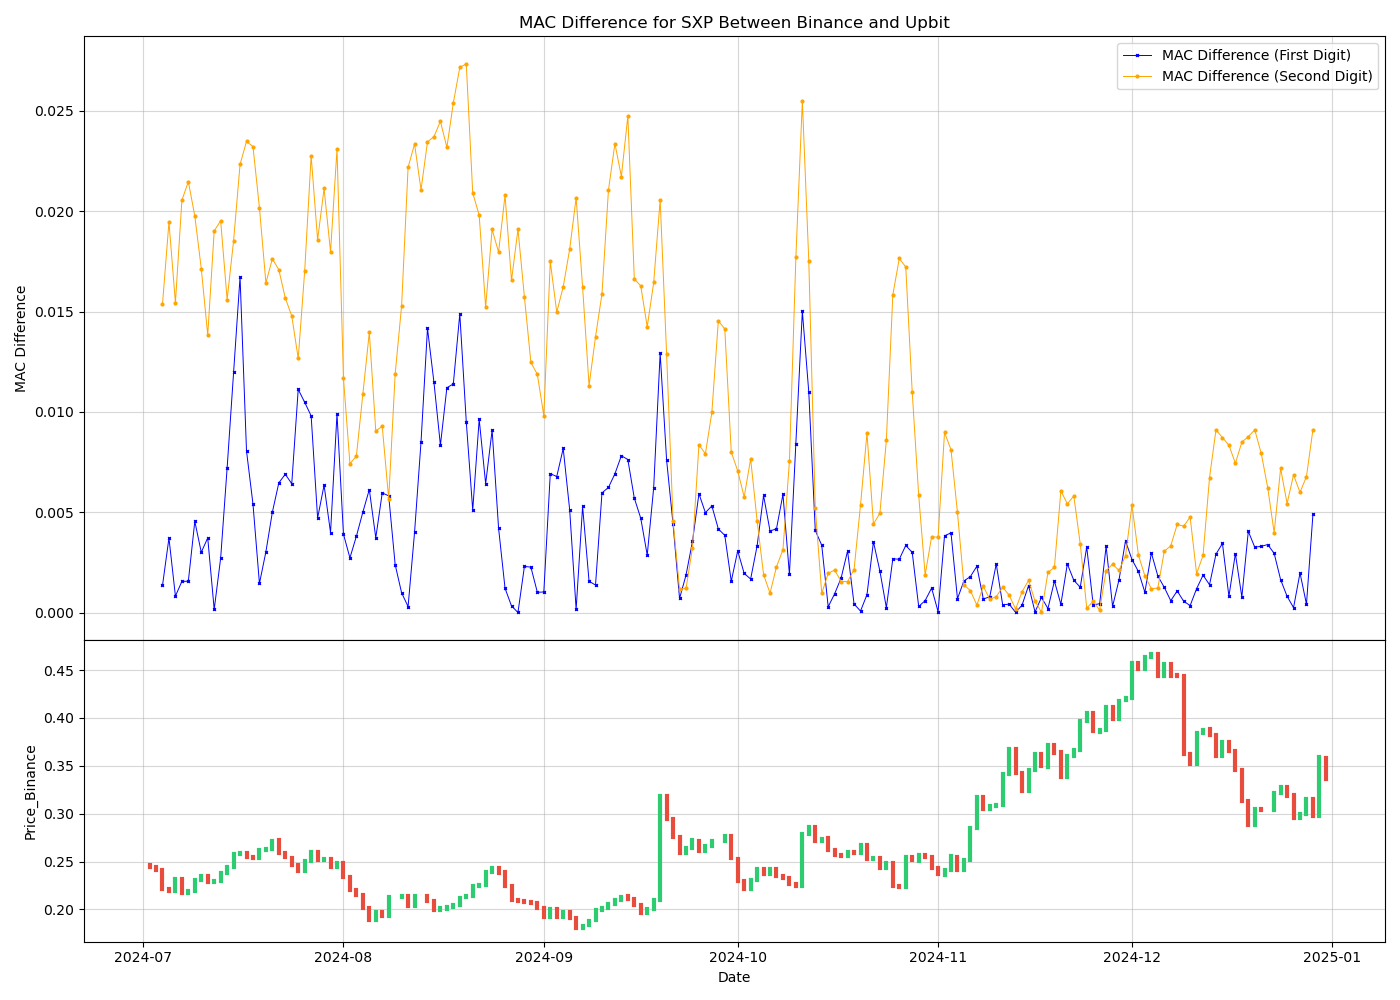 MAC Difference for SXP Between Binance and Upbit
MAC Difference (First Digit)
MAC Difference (Second Digit)
MAC Difference
0.025
0.020
0.015
0.010
0.005
0.000
Price_Binance
0.45
0.40
0.35
0.30
0.25
0.20
2024-07 2024-08 2024-09 2024-10 2024-11 2024-12 2025-01
Date